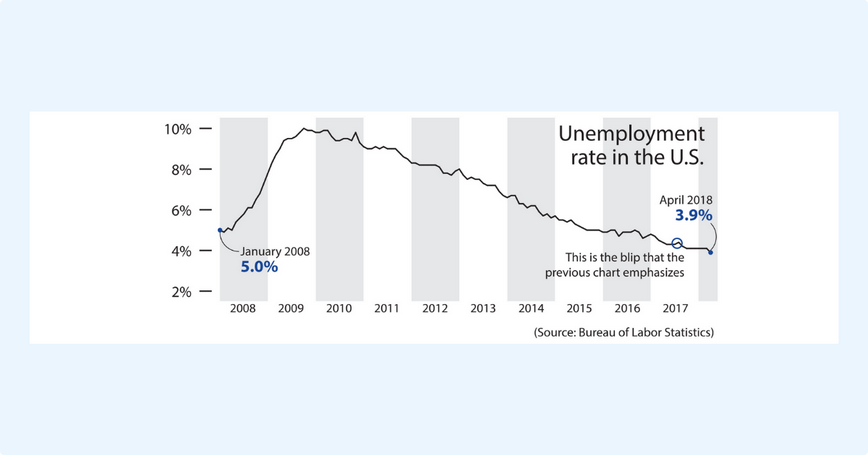 Unemployment
rate in the U.S.
10%
8%
6%
4%
2%
January 2008
5.0%
April 2018
3.9%
This is the blip that the
previous chart emphasizes
2008 2009 2010 2011 2012 2013 2014 2015 2016 2017
(Source: Bureau of Labor Statistics)